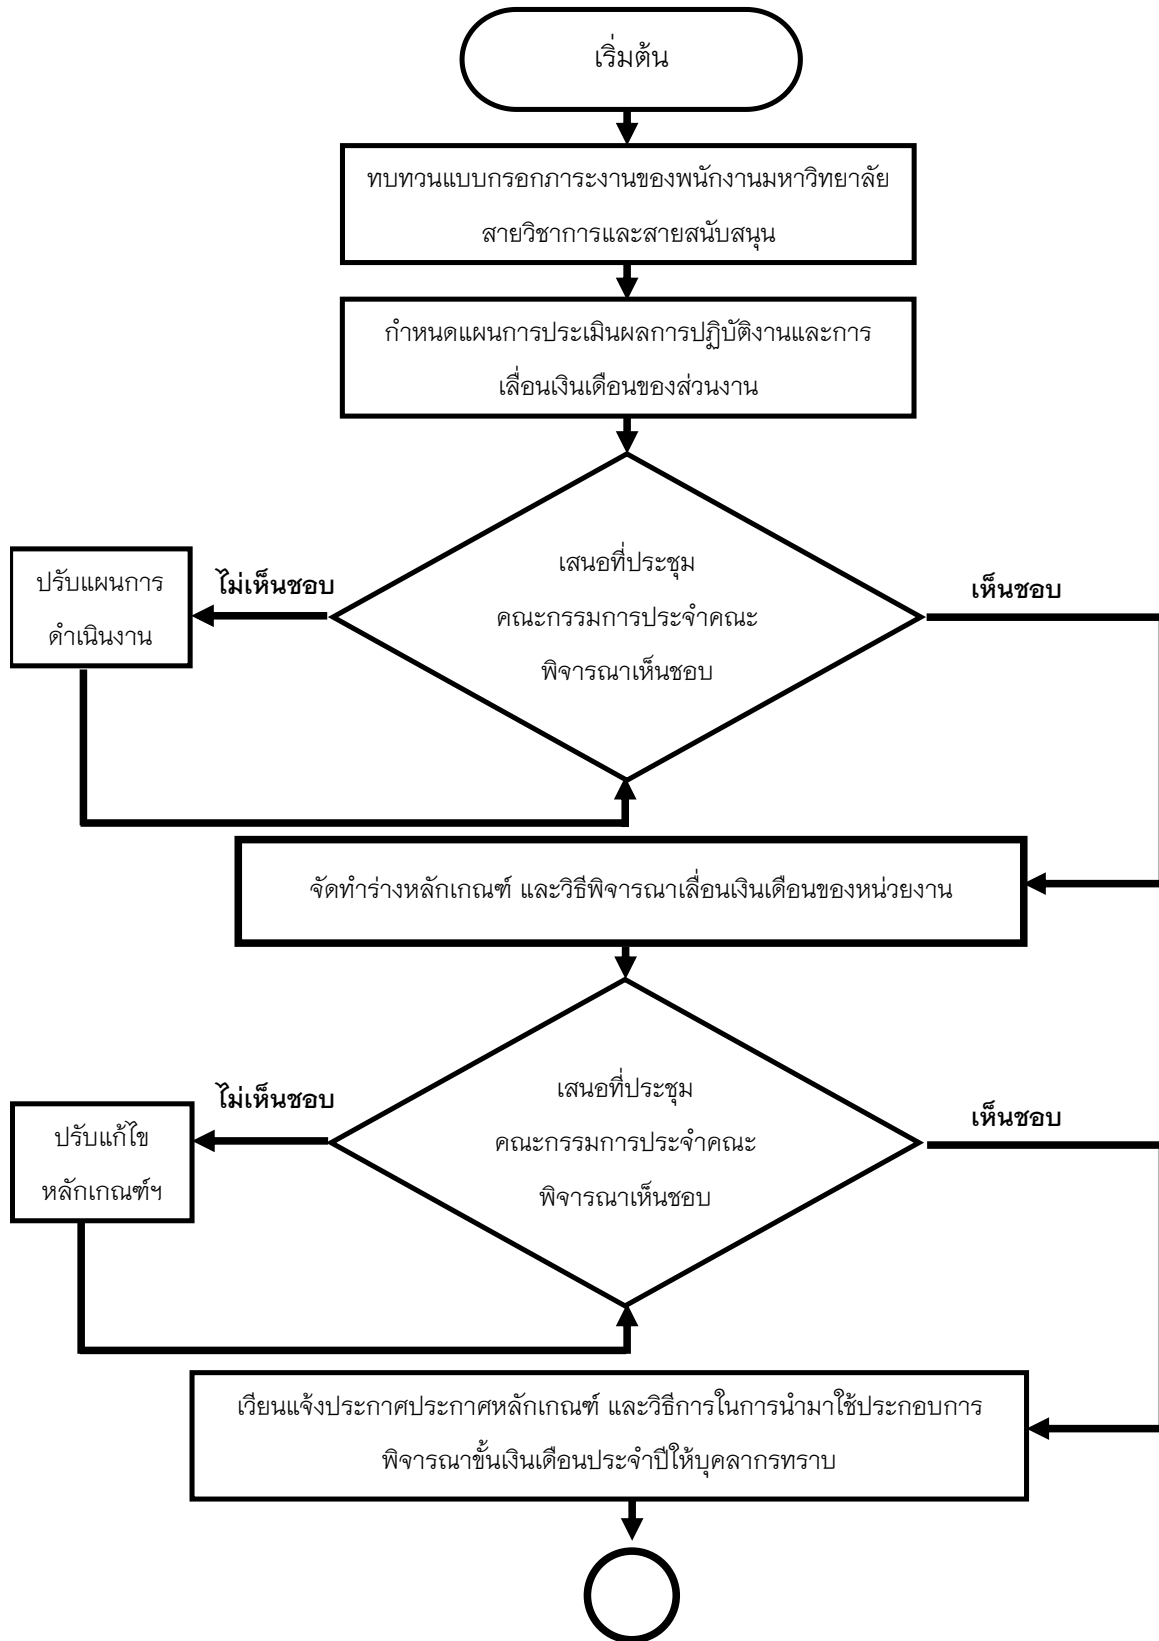 เริ่มต้น
ทบทวนแบบกรอกภาระงานของพนักงานมหาวิทยาลัย
สายวิชาการและสายสนับสนุน
กำหนดแผนการประเมินผลการปฏิบัติงานและการ
เลื่อนเงินเดือนของส่วนงาน
เสนอที่ประชุม
คณะกรรมการประจำคณะ
พิจารณาเห็นชอบ
ไม่เห็นชอบ
ปรับแผนการ
ดำเนินงาน
เห็นชอบ
จัดทำร่างหลักเกณฑ์ และวิธีพิจารณาเลื่อนเงินเดือนของหน่วยงาน
เสนอที่ประชุม
คณะกรรมการประจำคณะ
พิจารณาเห็นชอบ
ไม่เห็นชอบ
ปรับแก้ไข
หลักเกณฑ์ฯ
เห็นชอบ
เวียนแจ้งประกาศประกาศหลักเกณฑ์ และวิธีการในการนำมาใช้ประกอบการ
พิจารณาขั้นเงินเดือนประจำปีให้บุคลากรทราบ